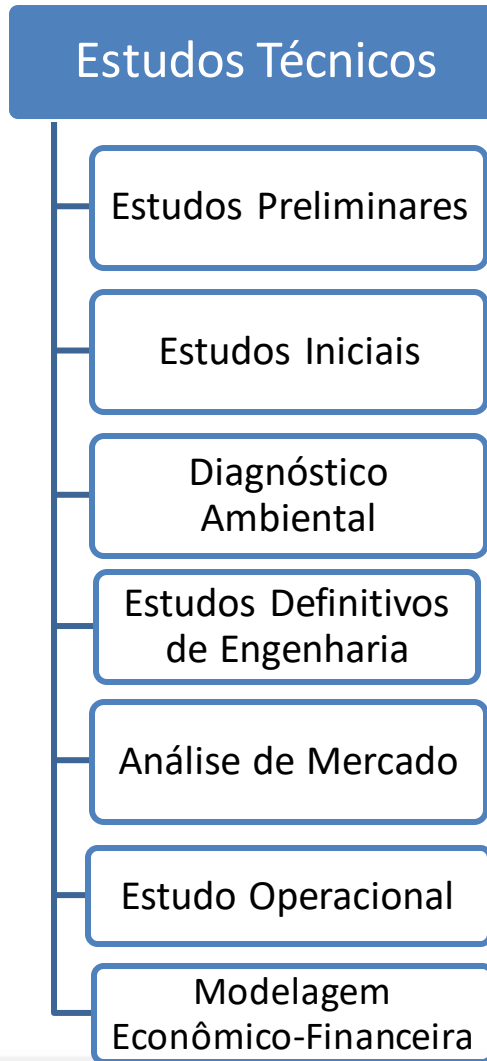 Estudos Técnicos
Estudos Preliminares
Estudos Iniciais
Diagnóstico
Ambiental
Estudos Definitivos
de Engenharia
Análise de Mercado
Estudo Operacional
Modelagem
Econômico-Financeira